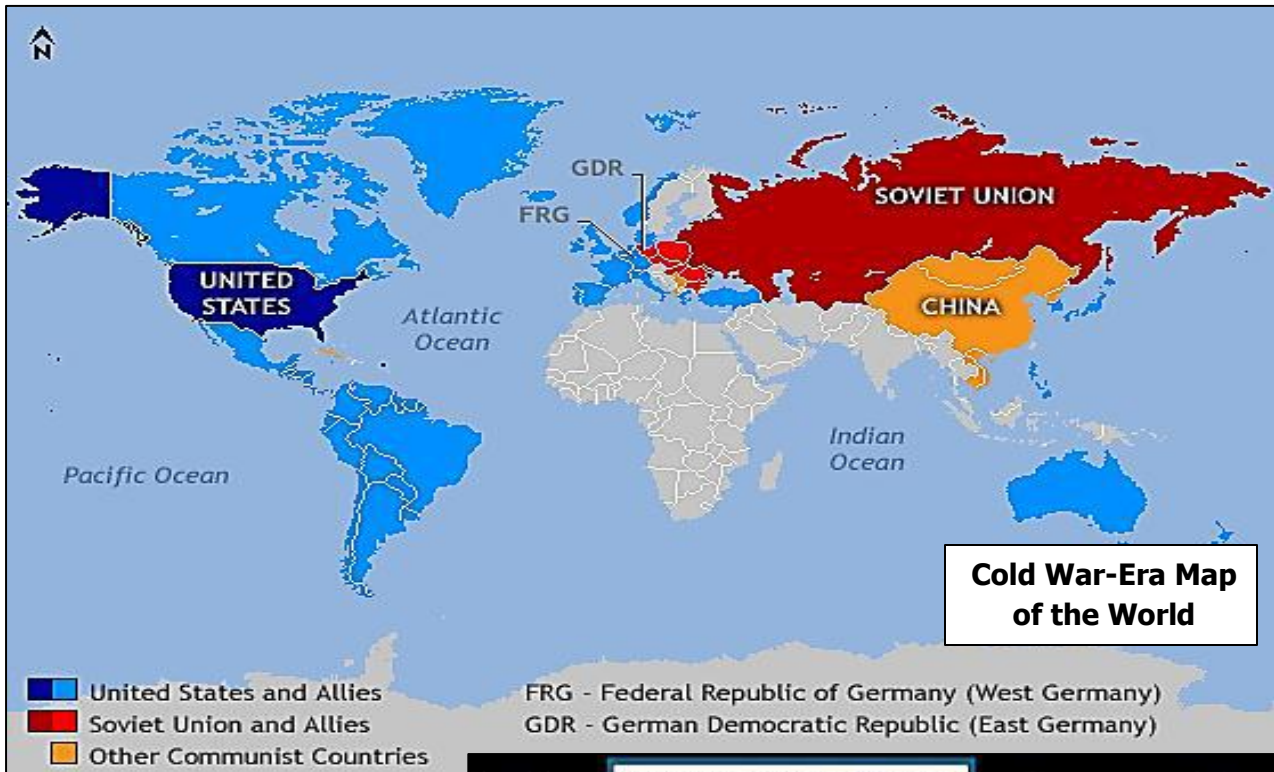 N
GDR
FRG
SOVIET UNION
UNITED
STATES
CHINA
Atlantic
Ocean
Indian
Ocean
Pacific Ocean
Cold War-Era Map
of the World
United States and Allies
Soviet Union and Allies
Other Communist Countries
FRG - Federal Republic of Germany (West Germany)
GDR - German Democratic Republic (East Germany)